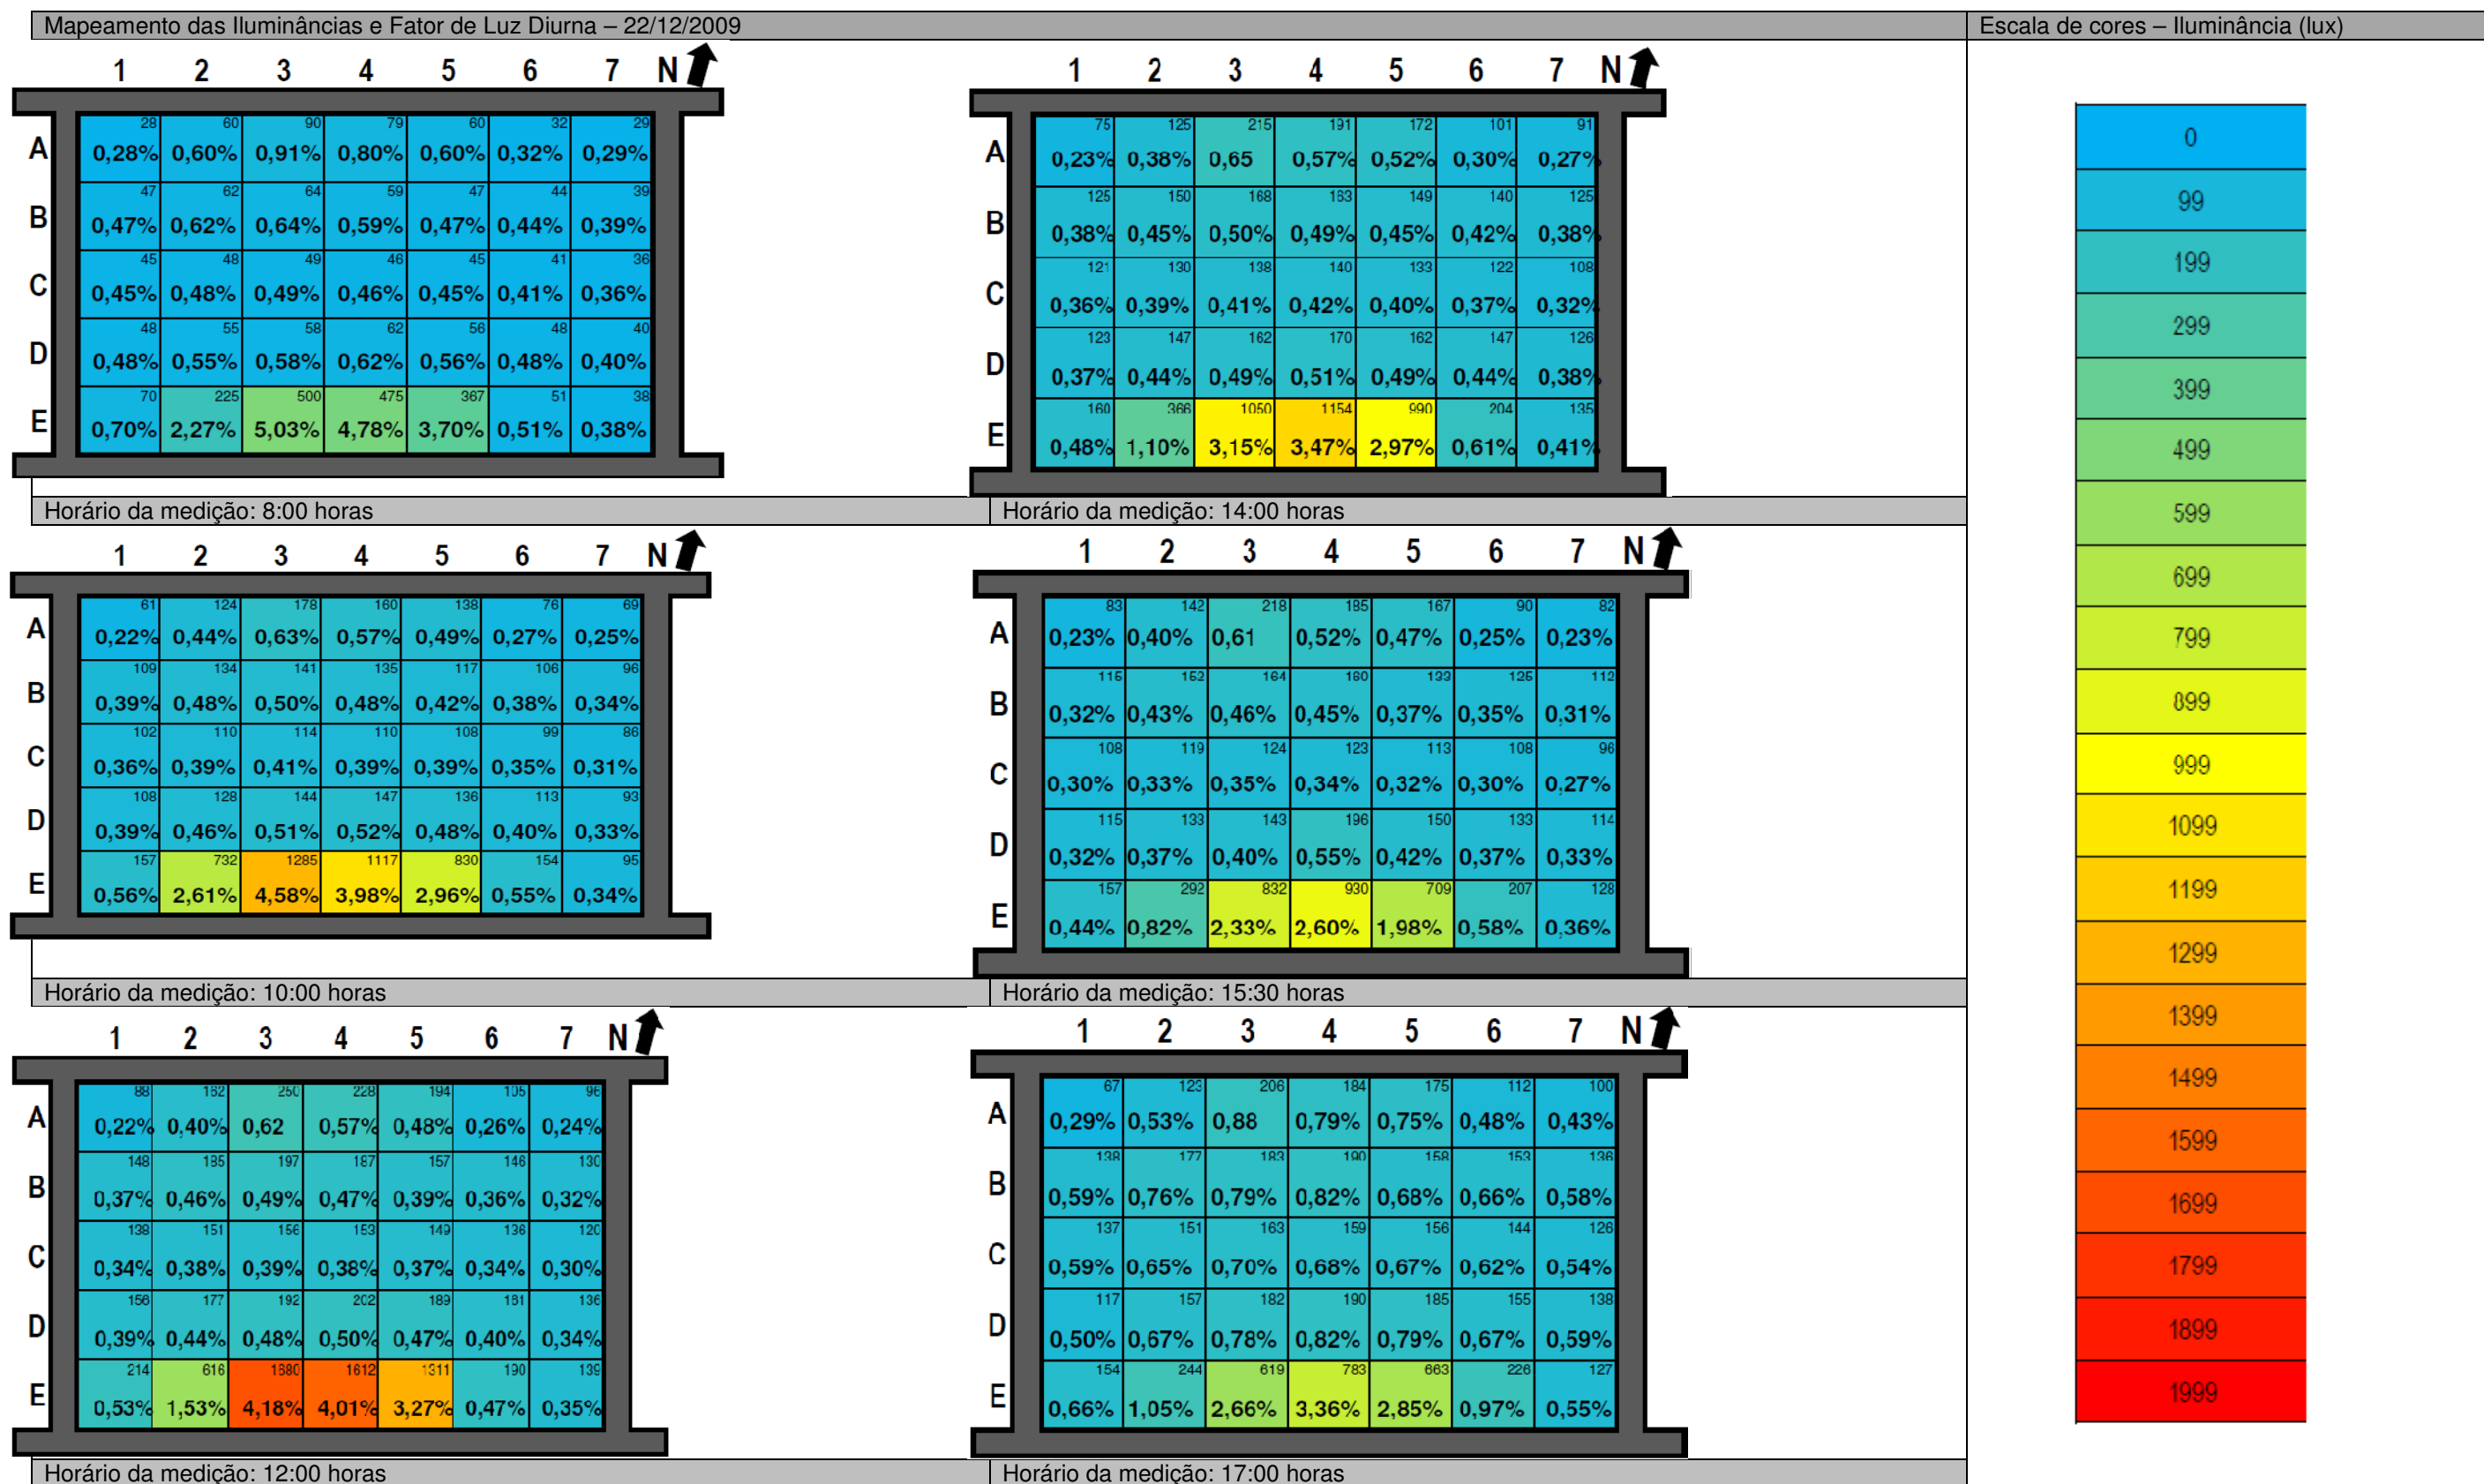 Mapeamento das Iluminâncias e Fator de Luz Diurna – 22/12/2009
Escala de cores – Iluminância (lux)
1 2 3 4 5 6 7 N
28 60 90 79 60 32 29
A 0,28% 0,60% 0,91% 0,80% 0,60% 0,32% 0,29%
47 62 64 59 47 44 39
B 0,47% 0,62% 0,64% 0,59% 0,47% 0,44% 0,39%
45 48 49 46 45 41 36
C 0,45% 0,48% 0,49% 0,46% 0,45% 0,41% 0,36%
48 55 58 62 56 48 40
D 0,48% 0,55% 0,58% 0,62% 0,56% 0,48% 0,40%
70 225 500 475 367 51 38
E 0,70% 2,27% 5,03% 4,78% 3,70% 0,51% 0,38%
Horário da medição: 8:00 horas
1 2 3 4 5 6 7 N
75 125 215 191 172 101 91
A 0,23% 0,38% 0,65 0,57% 0,52% 0,30% 0,27%
125 150 168 163 149 140 125
B 0,38% 0,45% 0,50% 0,49% 0,45% 0,42% 0,38%
121 130 138 140 133 122 108
C 0,36% 0,39% 0,41% 0,42% 0,40% 0,37% 0,32%
123 147 162 170 162 147 126
D 0,37% 0,44% 0,49% 0,51% 0,49% 0,44% 0,38%
160 366 1050 1154 990 204 135
E 0,48% 1,10% 3,15% 3,47% 2,97% 0,61% 0,41%
Horário da medição: 14:00 horas
1 2 3 4 5 6 7 N
61 124 178 160 138 76 69
A 0,22% 0,44% 0,63% 0,57% 0,49% 0,27% 0,25%
109 134 141 135 117 106 96
B 0,39% 0,48% 0,50% 0,48% 0,42% 0,38% 0,34%
102 110 114 110 108 99 86
C 0,36% 0,39% 0,41% 0,39% 0,39% 0,35% 0,31%
108 128 144 147 136 113 93
D 0,39% 0,46% 0,51% 0,52% 0,48% 0,40% 0,33%
157 732 1285 1117 830 154 95
E 0,56% 2,61% 4,58% 3,98% 2,96% 0,55% 0,34%
Horário da medição: 10:00 horas
1 2 3 4 5 6 7 N
83 142 218 185 167 90 82
A 0,23% 0,40% 0,61 0,52% 0,47% 0,25% 0,23%
115 152 164 160 133 125 112
B 0,32% 0,43% 0,46% 0,45% 0,37% 0,35% 0,31%
108 119 124 123 113 108 96
C 0,30% 0,33% 0,35% 0,34% 0,32% 0,30% 0,27%
115 133 143 196 150 133 114
D 0,32% 0,37% 0,40% 0,55% 0,42% 0,37% 0,33%
157 292 832 930 709 207 128
E 0,44% 0,82% 2,33% 2,60% 1,98% 0,58% 0,36%
Horário da medição: 15:30 horas
1 2 3 4 5 6 7 N
88 162 250 228 194 105 96
A 0,22% 0,40% 0,62 0,57% 0,48% 0,26% 0,24%
148 185 197 187 157 146 130
B 0,37% 0,46% 0,49% 0,47% 0,39% 0,36% 0,32%
138 151 156 153 149 136 120
C 0,34% 0,38% 0,39% 0,38% 0,37% 0,34% 0,30%
156 177 192 202 189 136
D 0,39% 0,44% 0,48% 0,50% 0,47% 0,40% 0,34%
214 616 1680 1612 1311 190 139
E 0,53% 1,53% 4,18% 4,01% 3,27% 0,47% 0,35%
Horário da medição: 12:00 horas
1 2 3 4 5 6 7 N
67 123 206 184 175 112 100
A 0,29% 0,53% 0,88 0,79% 0,75% 0,48% 0,43%
138 177 183 190 158 153 136
B 0,59% 0,76% 0,79% 0,82% 0,68% 0,66% 0,58%
137 151 163 159 156 144 126
C 0,59% 0,65% 0,70% 0,68% 0,67% 0,62% 0,54%
117 157 182 190 185 155 138
D 0,50% 0,67% 0,78% 0,82% 0,79% 0,67% 0,59%
154 244 619 783 663 226 127
E 0,66% 1,05% 2,66% 3,36% 2,85% 0,97% 0,55%
Horário da medição: 17:00 horas
0
99
199
299
399
499
599
699
799
899
999
1099
1199
1299
1399
1499
1599
1699
1799
1899
1999